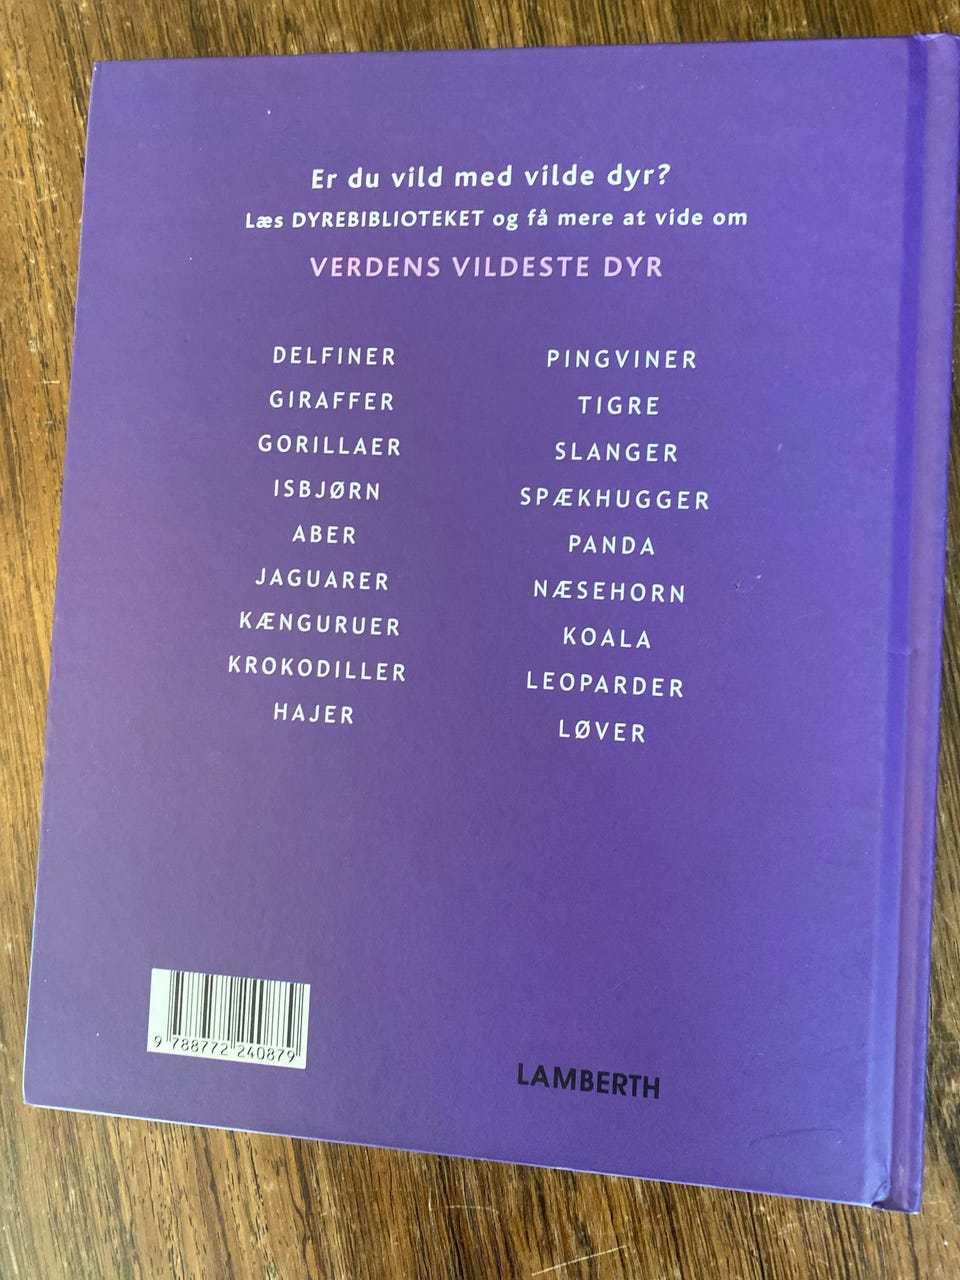 Er du vild med vilde dyr?
Læs DYREBIBLIOTEKET og få mere at vide om
VERDENS VILDESTE DYR
DELFINER
GIRAFFER
GORILLAER
ISBJØRN
ABER
JAGUARER
KÆNGURUER
KROKODILLER
HAJER
PINGVINER
TIGRE
SLANGER
SPÆKHUGGER
PANDA
NÆSEHORN
KOALA
LEOPARDER
LØVER
9 788772 240879
LAMBERTH